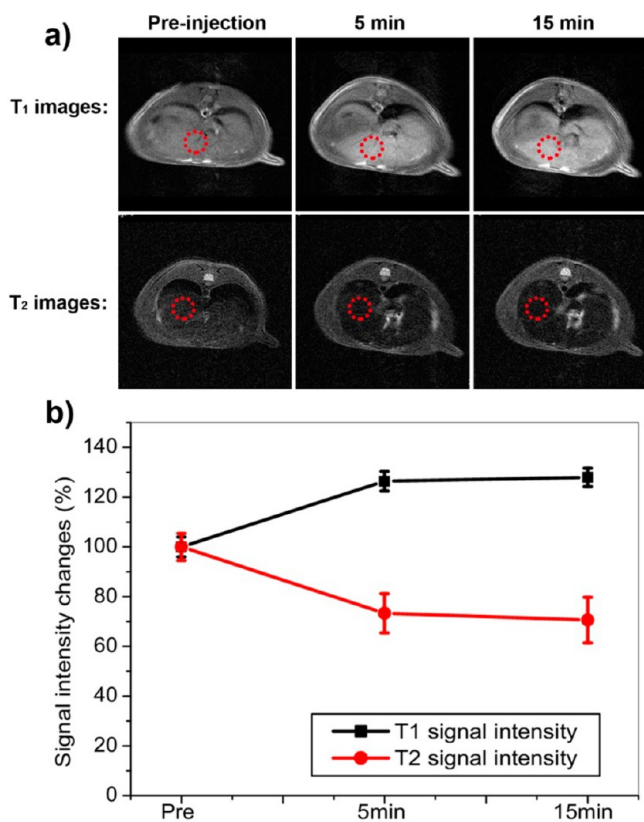 a)
Pre-injection 5 min 15 min
T₁ images:
T₂ images:
b)
140
120
100
80
60
40
20
0
Signal intensity changes (%)
T1 signal intensity
T2 signal intensity
Pre 5min 15min